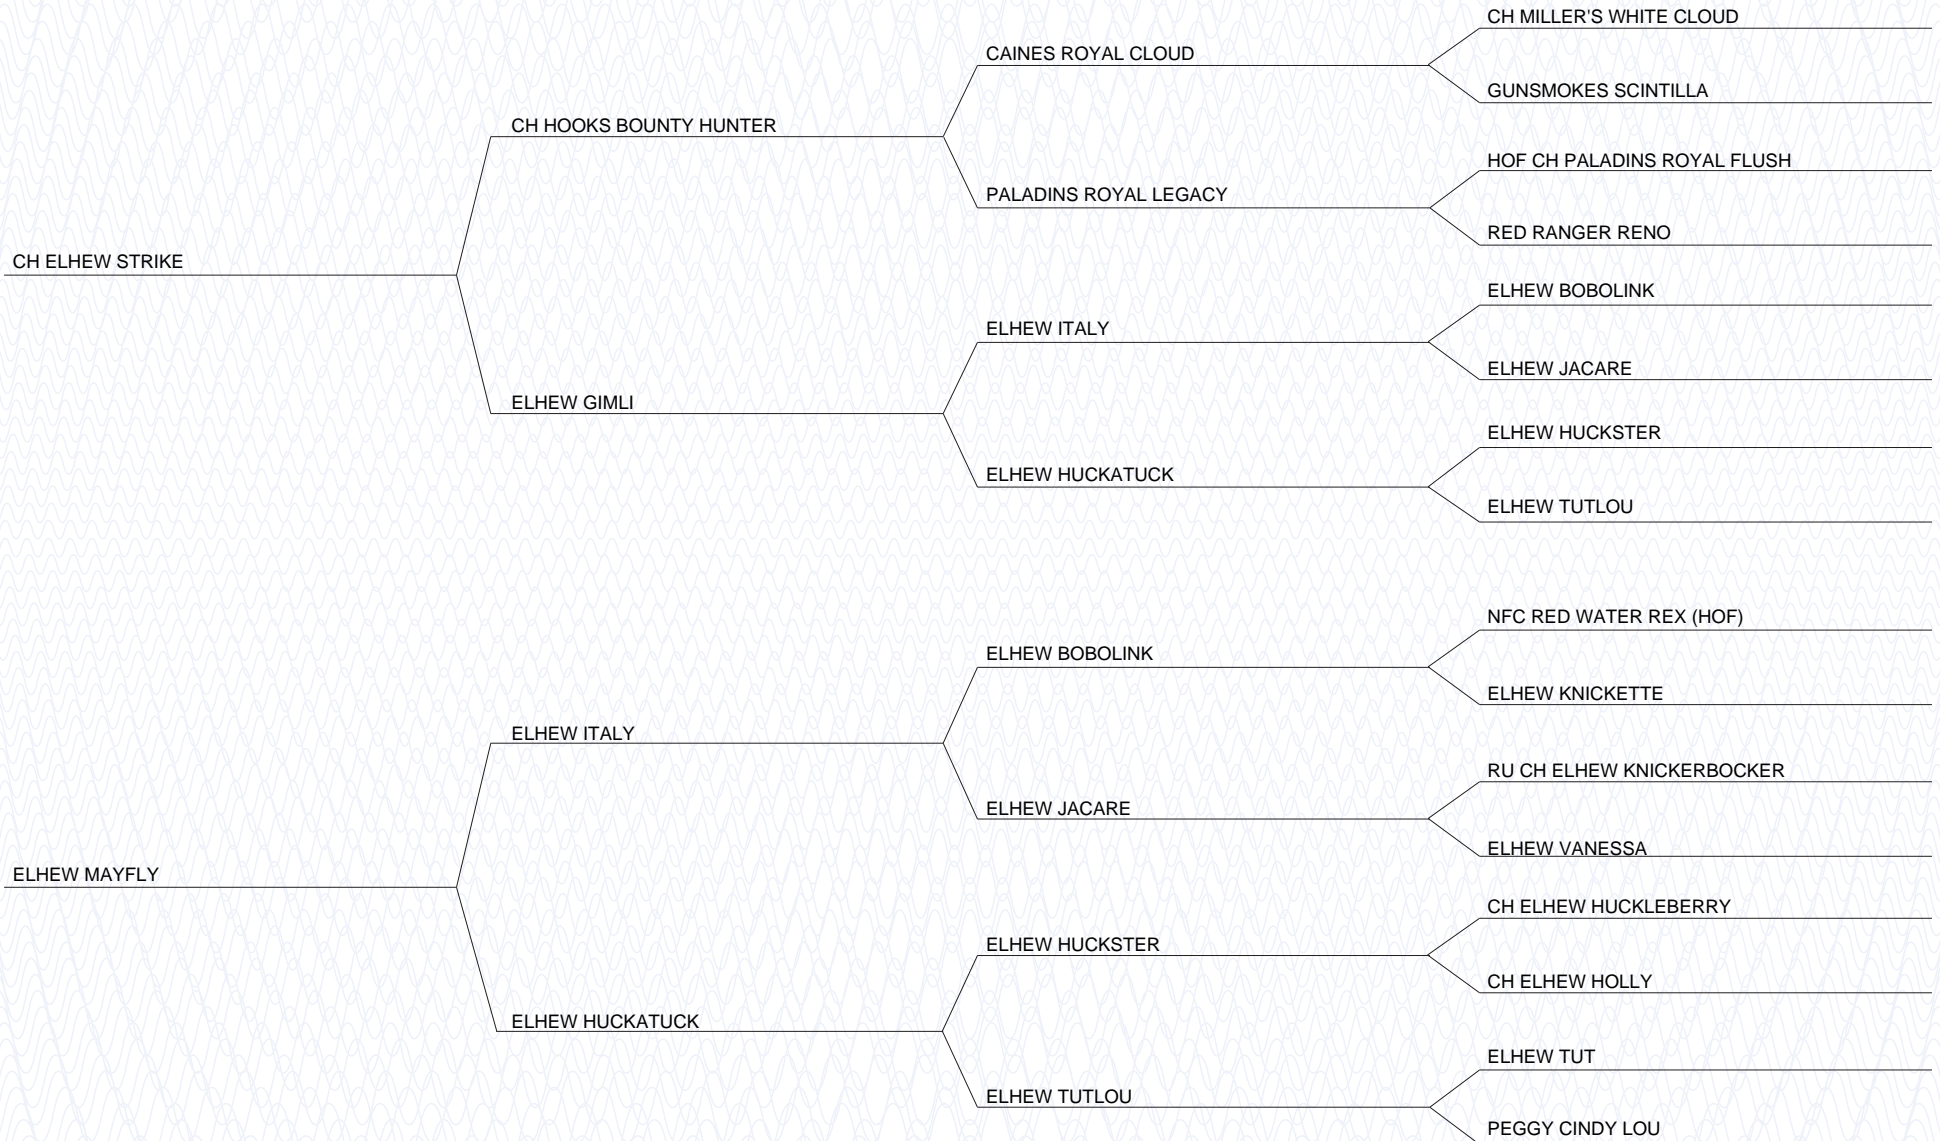 CH MILLER'S WHITE CLOUD
CAINES ROYAL CLOUD
GUNSMOKES SCINTILLA
CH HOOKS BOUNTY HUNTER
HOF CH PALADINS ROYAL FLUSH
PALADINS ROYAL LEGACY
RED RANGER RENO
CH ELHEW STRIKE
ELHEW BOBOLINK
ELHEW ITALY
ELHEW JACARE
ELHEW GIMLI
ELHEW HUCKSTER
ELHEW HUCKATUCK
ELHEW TUTLOU
NFC RED WATER REX (HOF)
ELHEW BOBOLINK
ELHEW KNICKETTE
ELHEW ITALY
RU CH ELHEW KNICKERBOCKER
ELHEW JACARE
ELHEW VANESSA
ELHEW MAYFLY
CH ELHEW HUCKLEBERRY
ELHEW HUCKSTER
CH ELHEW HOLLY
ELHEW HUCKATUCK
ELHEW TUT
ELHEW TUTLOU
PEGGY CINDY LOU